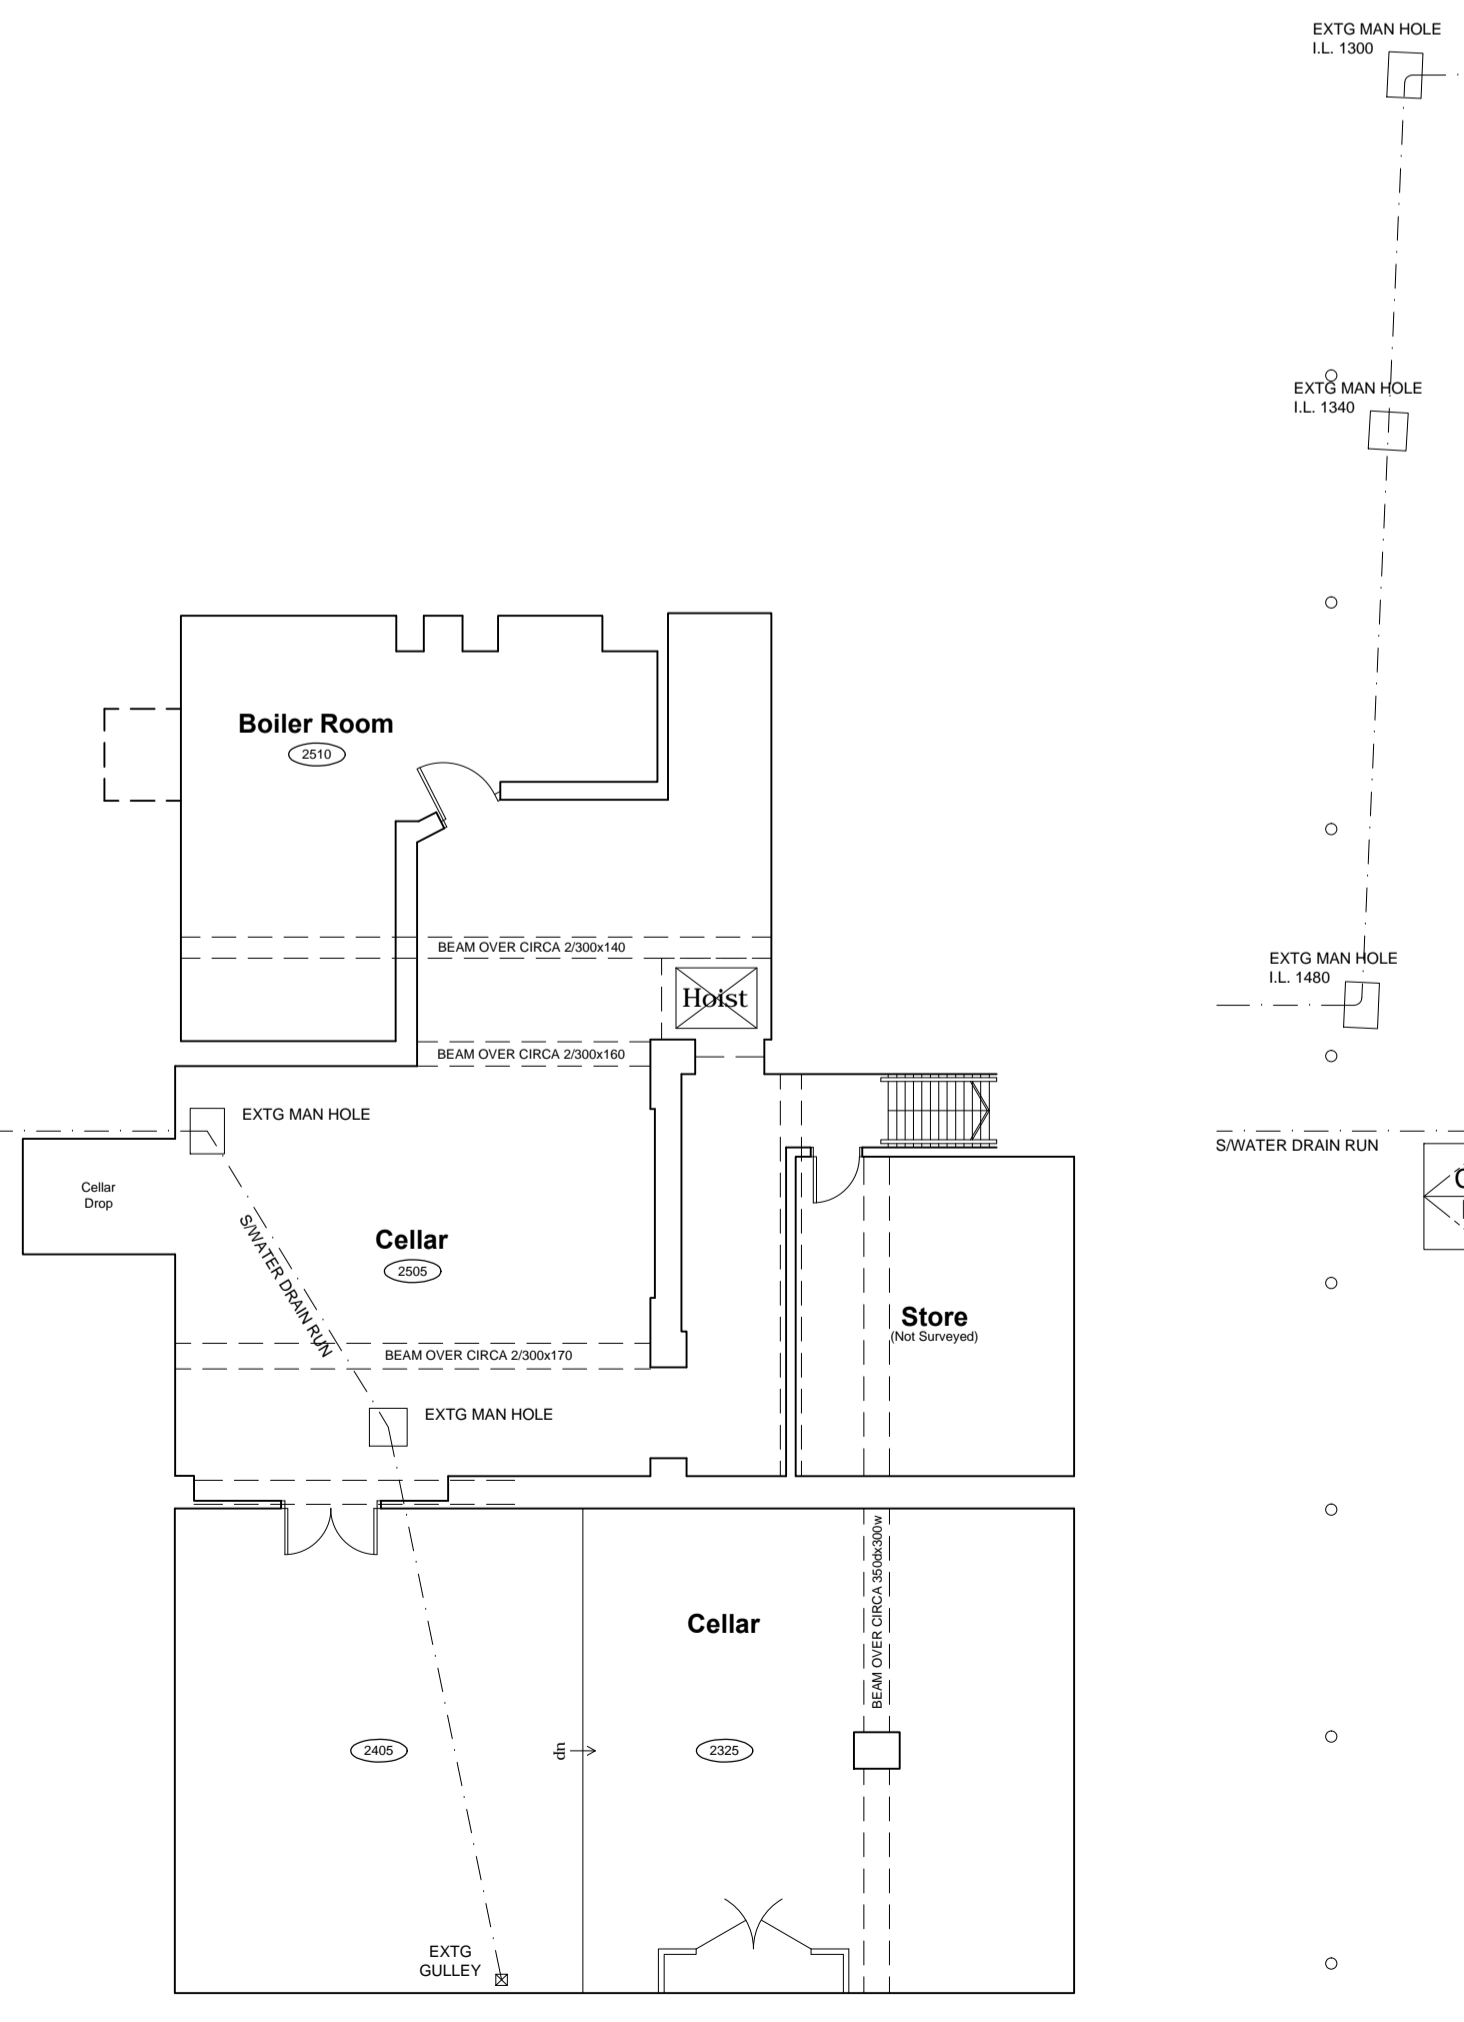 EXTG MAN HOLE
I.L. 1300
EXTG MAN HOLE
I.L. 1340
Boiler Room
2510
BEAM OVER CIRCA 2/300x140
EXTG MAN HOLE
I.L. 1480
Hoist
BEAM OVER CIRCA 2/300x160
EXTG MAN HOLE
S/WATER DRAIN RUN
Cellar
Drop
S/WATER DRAIN RUN
Cellar
2505
Store
(Not Surveyed)
BEAM OVER CIRCA 2/300x170
EXTG MAN HOLE
BEAM OVER CIRCA 350dx300w
Cellar
2405
dn
2325
EXTG
GULLEY